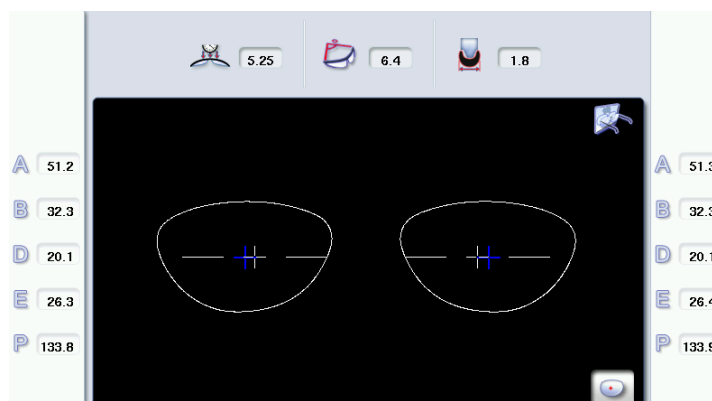 5.25 6.4 1.8
A 51.2 A 51.3
B 32.3 B 32.3
D 20.1 D 20.1
E 26.3 E 26.4
P 133.8 P 133.9